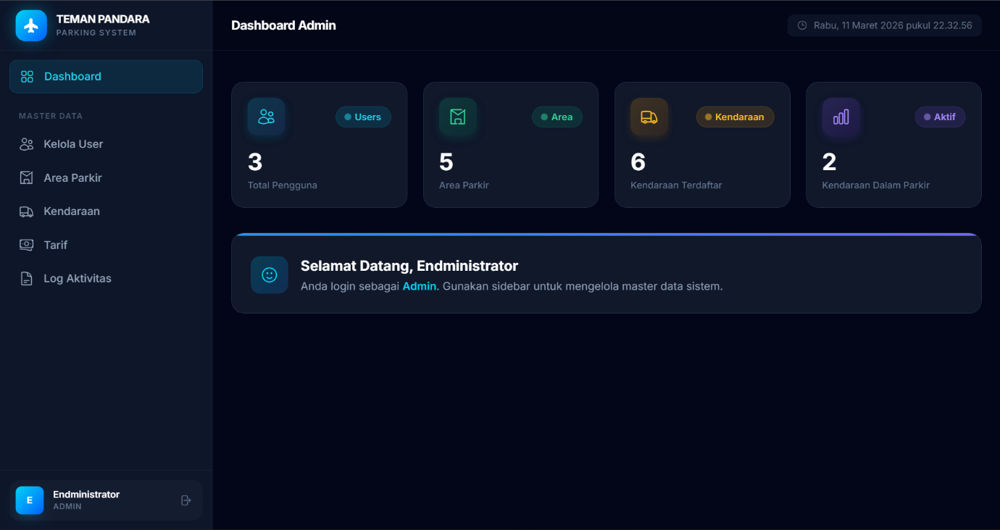 TEMAN PANDARA
PARKING SYSTEM
Dashboard
MASTER DATA
Kelola User
Area Parkir
Kendaraan
Tarif
Log Aktivitas
E
Endministrator
ADMIN
Dashboard Admin
Rabu, 11 Maret 2026 pukul 22.32.56
Users
3
Total Pengguna
Area
5
Area Parkir
Kendaraan
6
Kendaraan Terdaftar
Aktif
2
Kendaraan Dalam Parkir
Selamat Datang, Endministrator
Anda login sebagai Admin. Gunakan sidebar untuk mengelola master data sistem.